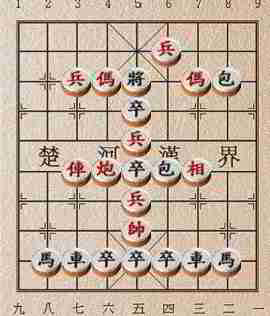 1 2 3 4 5 6 7 8 9
兵
兵 傌 將 傌 包
卒
兵
楚 河 漢 界
俥 炮 卒 包 相
兵
帥
馬 車 卒 卒 卒 車 馬
九 八 七 六 五 四 三 二 一